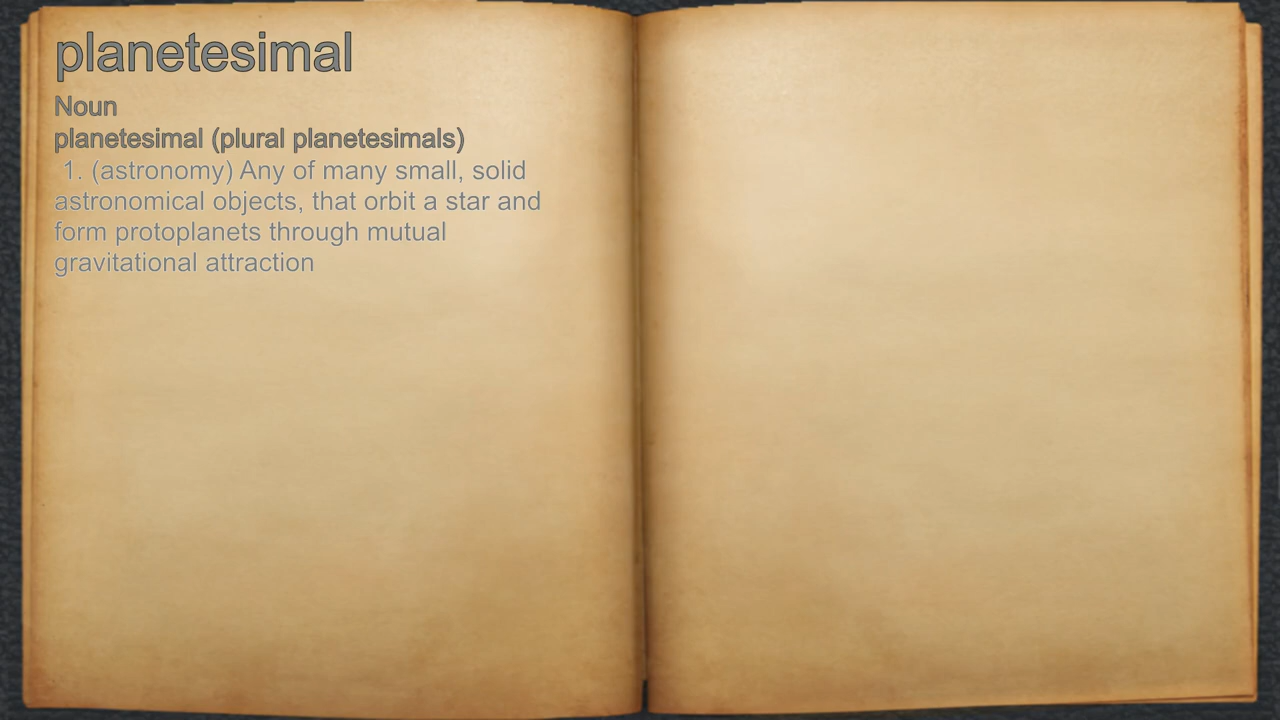 planetesimal
Noun
planetesimal (plural planetesimals)
1. (astronomy) Any of many small, solid
astronomical objects, that orbit a star and
form protoplanets through mutual
gravitational attraction